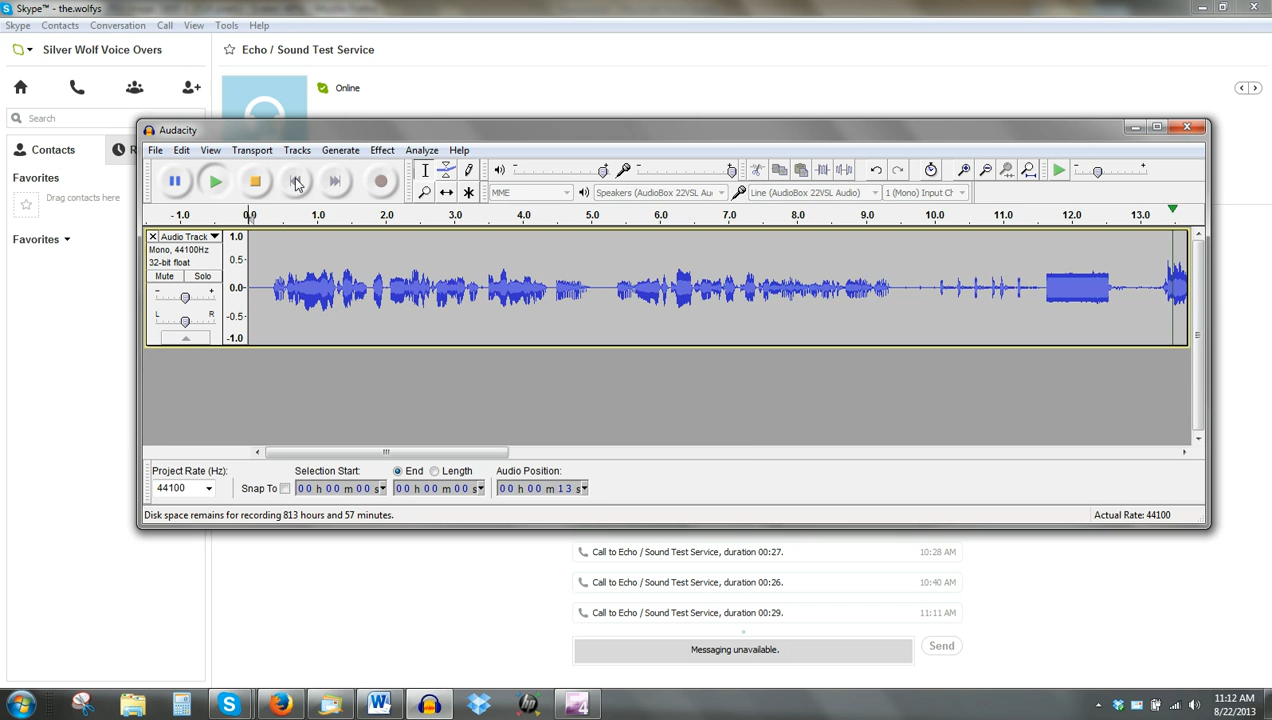 Skype™ - the.wolfys
Skype Contacts Conversation Call View Tools Help
Silver Wolf Voice Overs
Echo / Sound Test Service
Online
Search
Contacts
R
Favorites
Drag contacts here
Favorites
Audacity
File Edit View Transport Tracks Generate Effect Analyze Help
MME
Speakers (AudioBox 22VSL Au
Line (AudioBox 22VSL Audio)
1 (Mono) Input Ch
- 1.0 0.0 1.0 2.0 3.0 4.0 5.0 6.0 7.0 8.0 9.0 10.0 11.0 12.0 13.0
Audio Track
Mono, 44100Hz
32-bit float
Mute Solo
- +
L R
1.0
0.5-
0.0-
-0.5-
-1.0
Project Rate (Hz):
44100
Snap To
Selection Start:
00 h 00 m 00 s
End Length
00 h 00 m 00 s
Audio Position:
00 h 00 m 13 s
Disk space remains for recording 813 hours and 57 minutes.
Actual Rate: 44100
Call to Echo / Sound Test Service, duration 00:27. 10:28 AM
Call to Echo / Sound Test Service, duration 00:26. 10:40 AM
Call to Echo / Sound Test Service, duration 00:29. 11:11 AM
Messaging unavailable.
Send
11:12 AM
8/22/2013